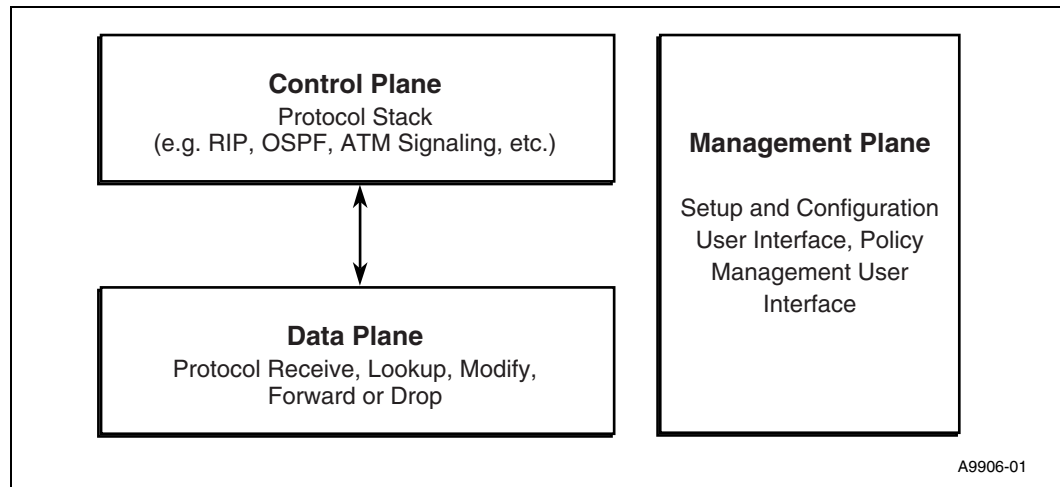 Control Plane
Protocol Stack
(e.g. RIP, OSPF, ATM Signaling, etc.)
Data Plane
Protocol Receive, Lookup, Modify,
Forward or Drop
Management Plane
Setup and Configuration
User Interface, Policy
Management User
Interface
A9906-01